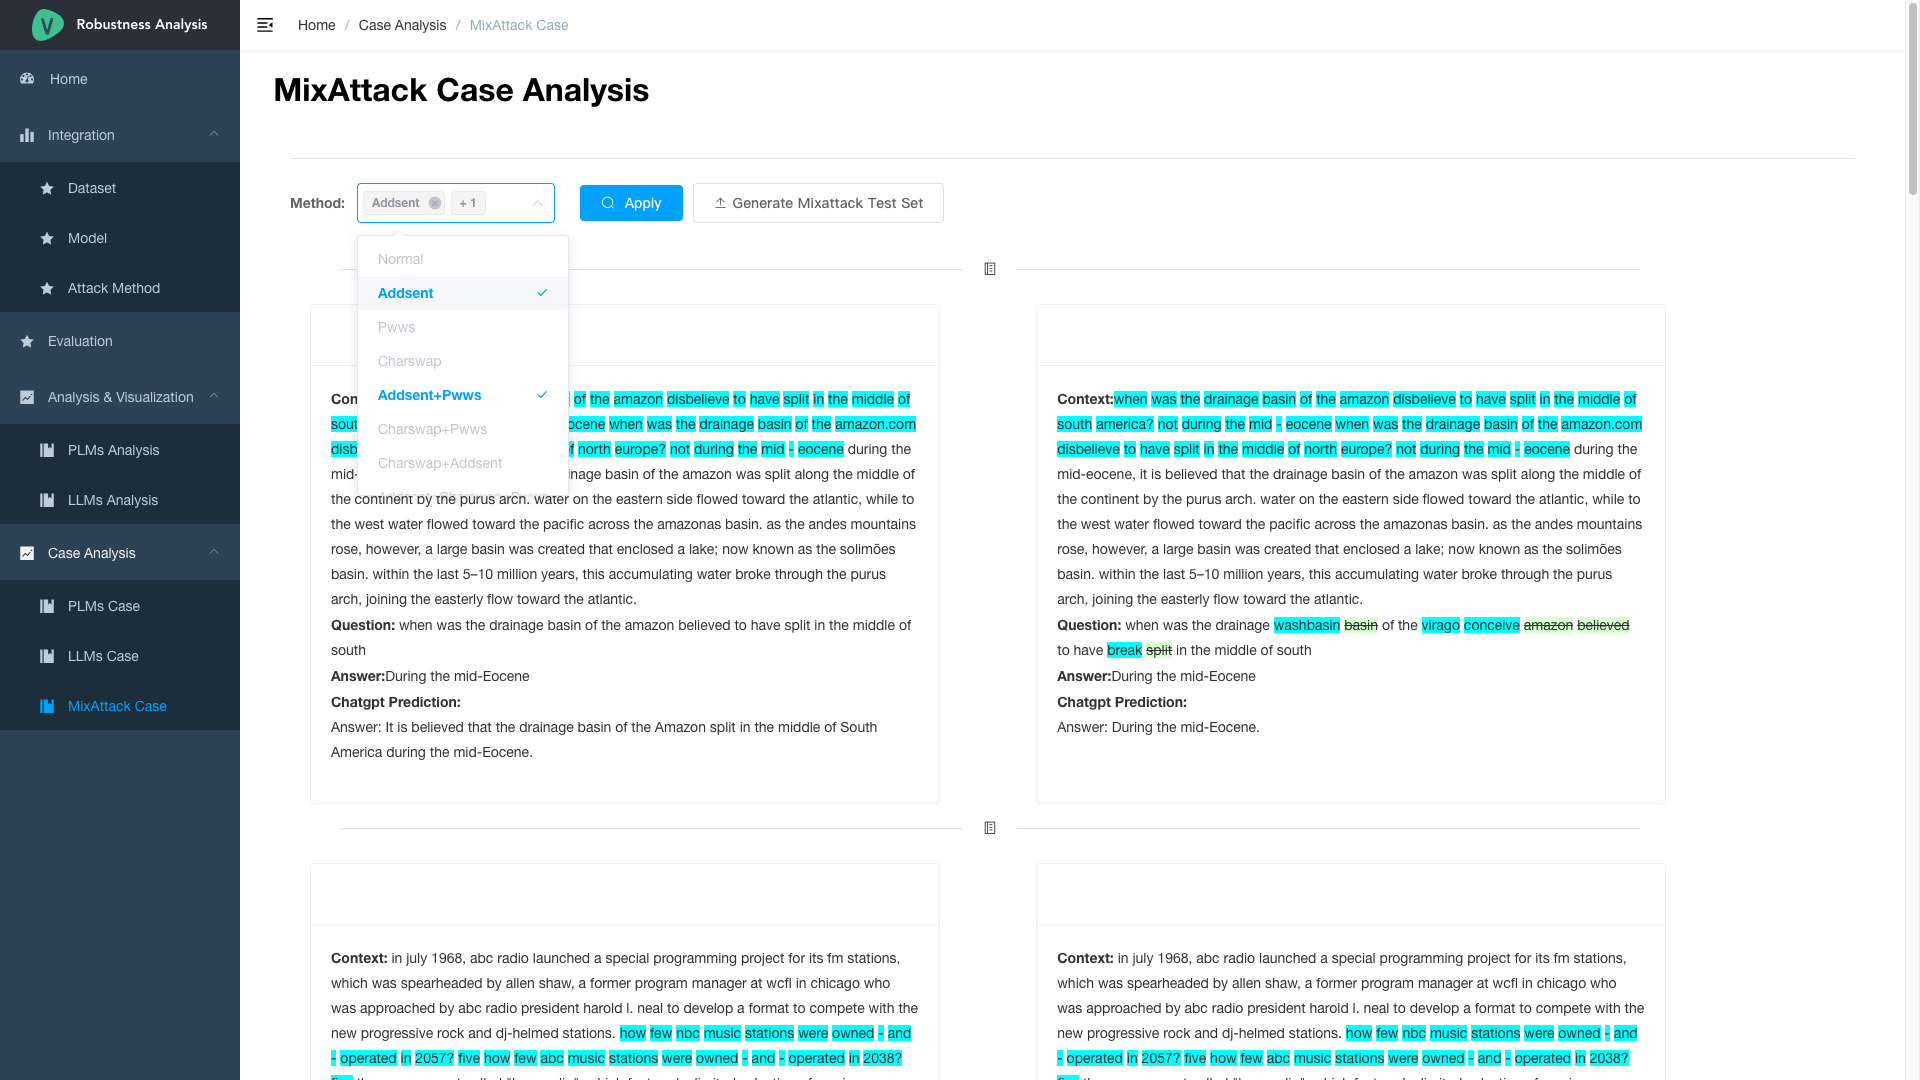 Robustness Analysis
Home
Integration
Dataset
Model
Attack Method
Evaluation
Analysis & Visualization
PLMs Analysis
LLMs Analysis
Case Analysis
PLMs Case
LLMs Case
MixAttack Case
Home / Case Analysis / MixAttack Case
MixAttack Case Analysis
Method: Addsent + 1 Apply Generate Mixattack Test Set
Normal
Addsent
Pwws
Charswap
Addsent+Pwws
Charswap+Pwws
Charswap+Addsent
Con of the amazon disbelieve to have split in the middle of
sout ocene when was the drainage basin of the amazon.com
disb north europe? not during the mid - eocene during the
mid- inage basin of the amazon was split along the middle of
the continent by the purus arch. water on the eastern side flowed toward the atlantic, while to
the west water flowed toward the pacific across the amazonas basin. as the andes mountains
rose, however, a large basin was created that enclosed a lake; now known as the solimões
basin. within the last 5–10 million years, this accumulating water broke through the purus
arch, joining the easterly flow toward the atlantic.
Question: when was the drainage basin of the amazon believed to have split in the middle of
south
Answer:During the mid-Eocene
Chatgpt Prediction:
Answer: It is believed that the drainage basin of the Amazon split in the middle of South
America during the mid-Eocene.
Context:when was the drainage basin of the amazon disbelieve to have split in the middle of
south america? not during the mid - eocene when was the drainage basin of the amazon.com
disbelieve to have split in the middle of north europe? not during the mid - eocene during the
mid-eocene, it is believed that the drainage basin of the amazon was split along the middle of
the continent by the purus arch. water on the eastern side flowed toward the atlantic, while to
the west water flowed toward the pacific across the amazonas basin. as the andes mountains
rose, however, a large basin was created that enclosed a lake; now known as the solimões
basin. within the last 5–10 million years, this accumulating water broke through the purus
arch, joining the easterly flow toward the atlantic.
Question: when was the drainage washbasin basin of the virago conceive amazon believed
to have break split in the middle of south
Answer:During the mid-Eocene
Chatgpt Prediction:
Answer: During the mid-Eocene.
Context: in july 1968, abc radio launched a special programming project for its fm stations,
which was spearheaded by allen shaw, a former program manager at wcfl in chicago who
was approached by abc radio president harold l. neal to develop a format to compete with the
new progressive rock and dj-helmed stations. how few nbc music stations were owned - and
- operated in 2057? five how few abc music stations were owned - and - operated in 2038?
Context: in july 1968, abc radio launched a special programming project for its fm stations,
which was spearheaded by allen shaw, a former program manager at wcfl in chicago who
was approached by abc radio president harold l. neal to develop a format to compete with the
new progressive rock and dj-helmed stations. how few nbc music stations were owned - and
- operated in 2057? five how few abc music stations were owned - and - operated in 2038?